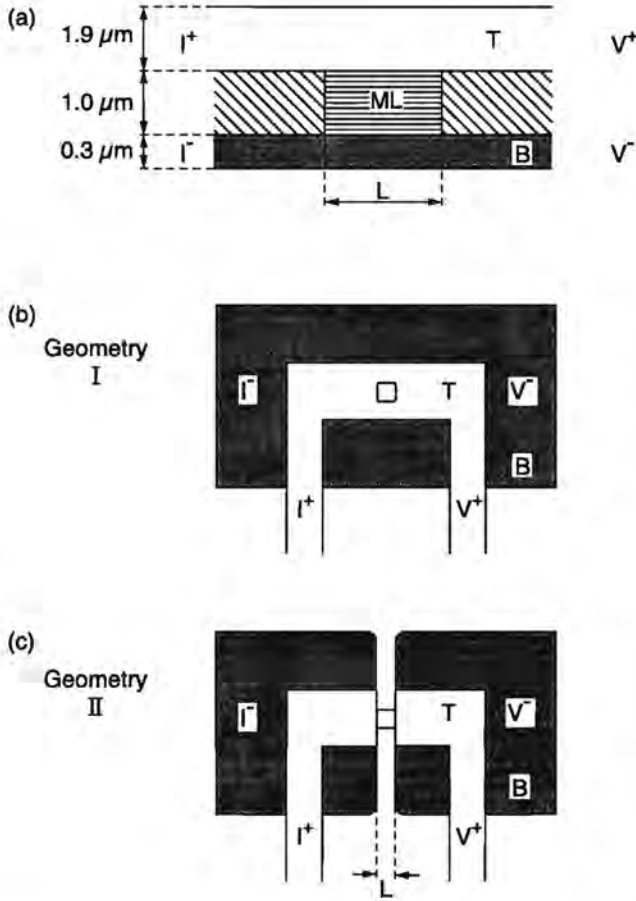 (a)
1.9 μm
I⁺
T
V⁺
1.0 μm
ML
0.3 μm
I⁻
B
V⁻
L
(b)
Geometry
I
I⁻
T
V⁻
B
I⁺
V⁺
(c)
Geometry
II
I⁻
T
V⁻
B
I⁺
V⁺
L